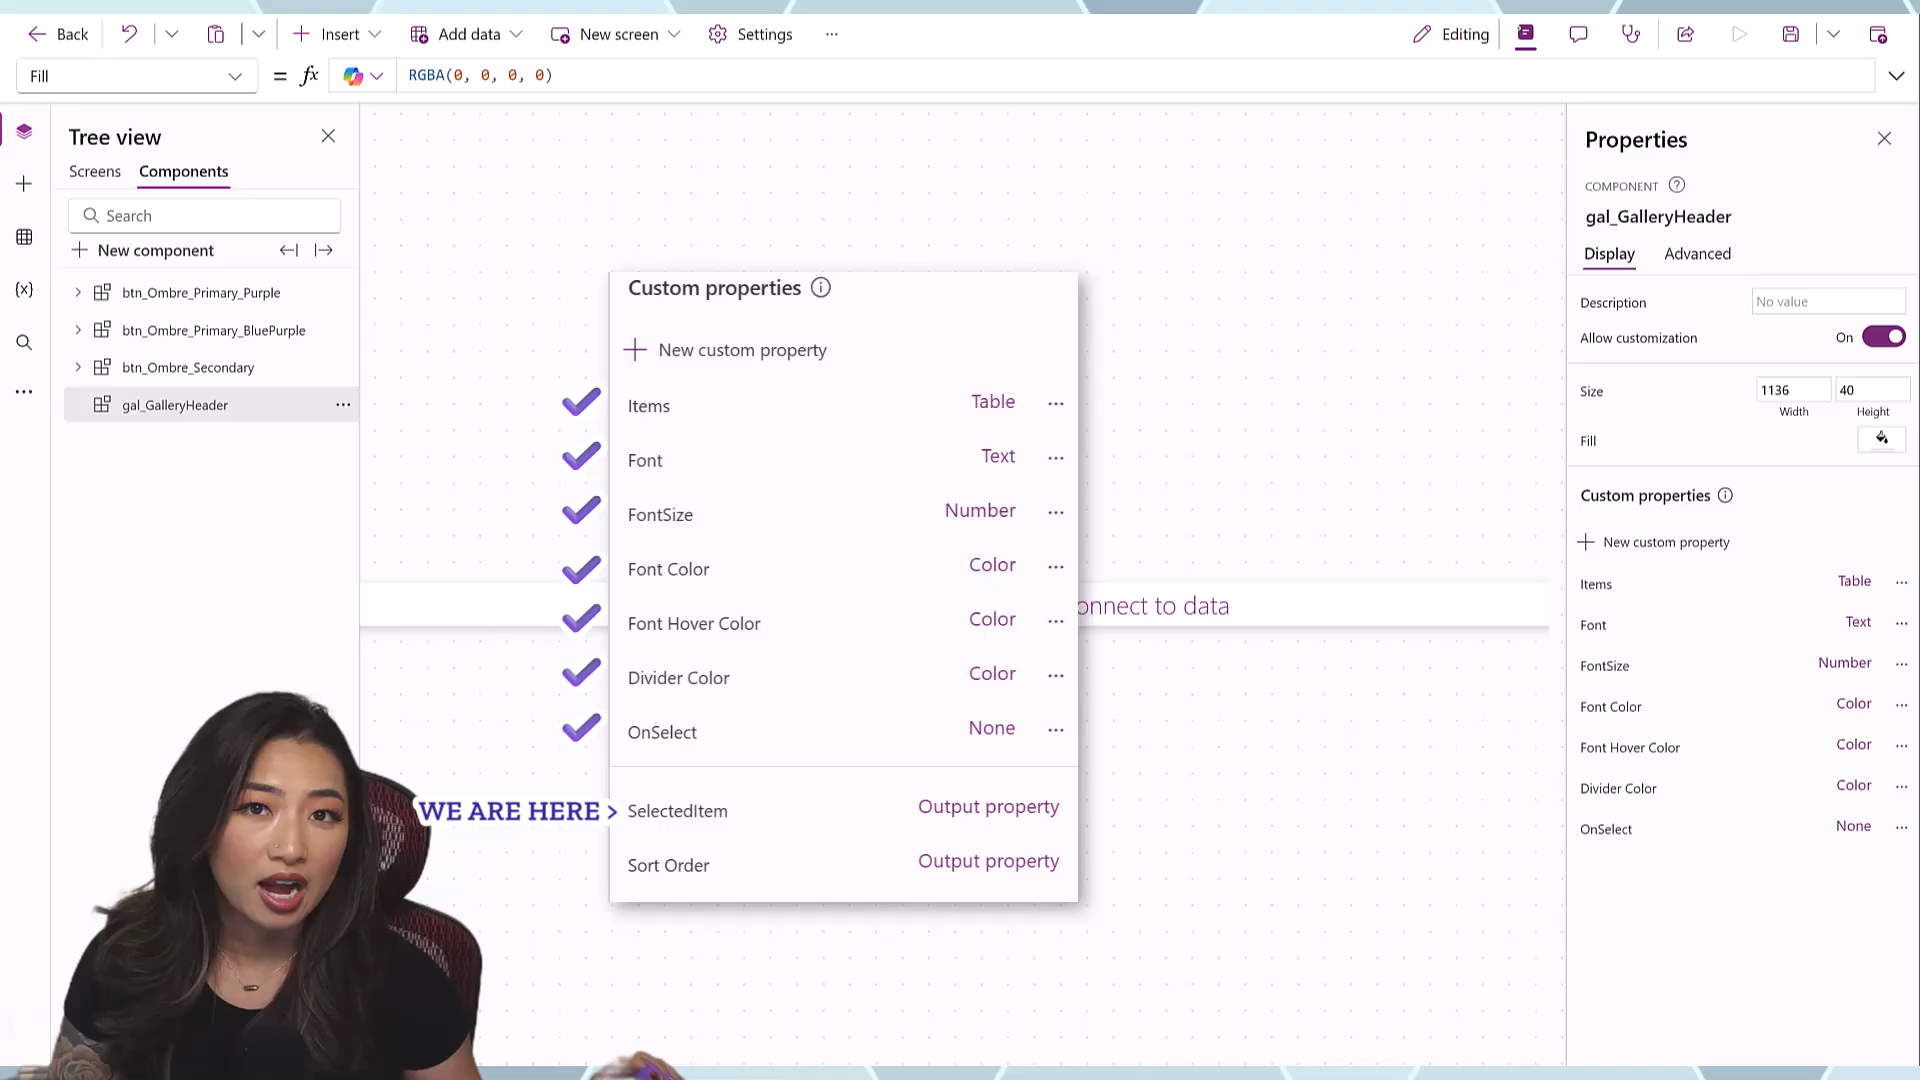 Back
Insert
Add data
New screen
Settings
Editing
Fill
= fx
RGBA(0, 0, 0, 0)
Tree view
Screens
Components
Search
New component
btn_Ombre_Primary_Purple
btn_Ombre_Primary_BluePurple
btn_Ombre_Secondary
gal_GalleryHeader
Custom properties
New custom property
Items Table
Font Text
FontSize Number
Font Color Color
Font Hover Color Color
Divider Color Color
OnSelect None
WE ARE HERE > SelectedItem Output property
Sort Order Output property
onnect to data
Properties
COMPONENT
gal_GalleryHeader
Display
Advanced
Description No value
Allow customization On
Size 1136 40
Width Height
Fill
Custom properties
New custom property
Items Table
Font Text
FontSize Number
Font Color Color
Font Hover Color Color
Divider Color Color
OnSelect None